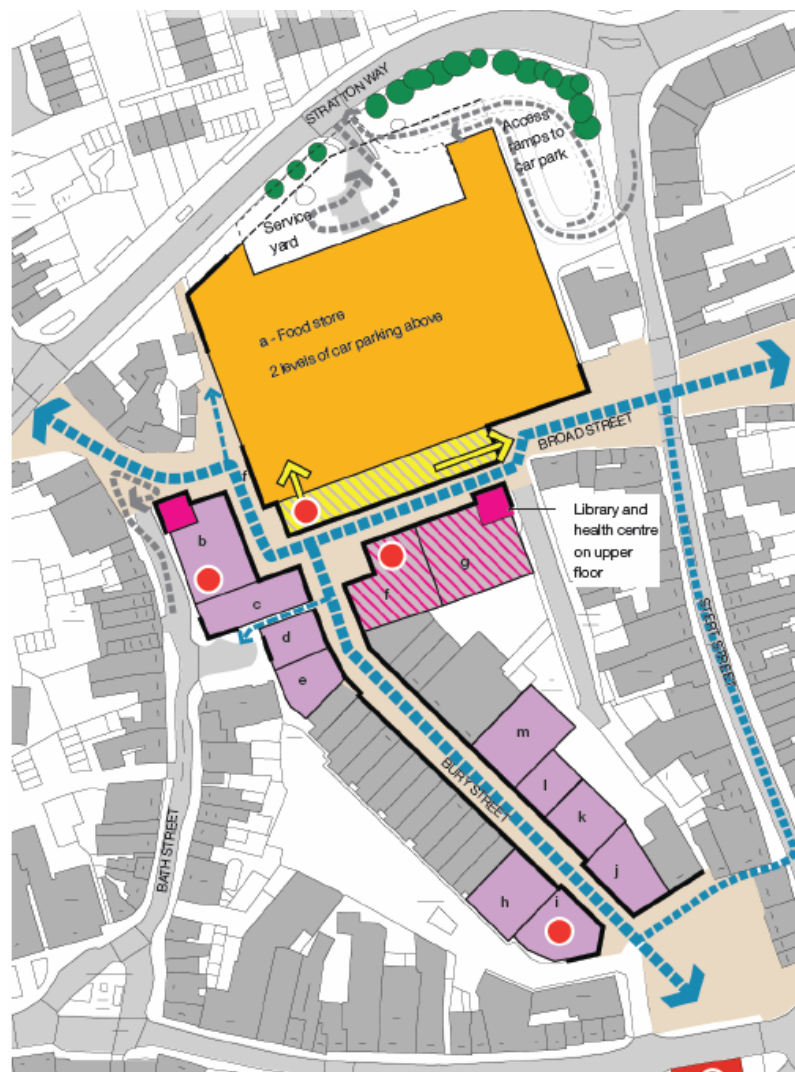 STRATTON WAY
Access
ramps to
car park
Service
yard
a - Food store
2 levels of car parking above
BROAD STREET
f
b
Library and
health centre
on upper
floor
c
f
g
d
e
STERT STREET
m
BURY STREET
l
k
j
BATH STREET
h
i